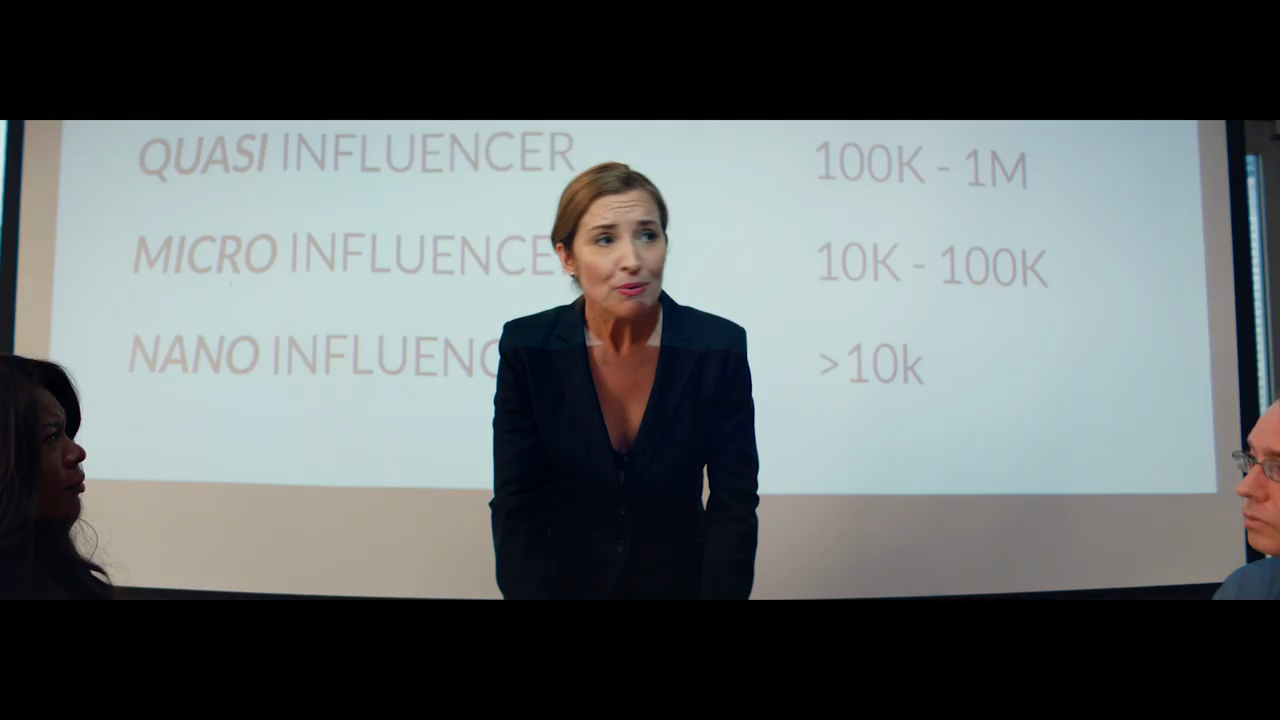 QUASI INFLUENCER 100K - 1M
MICRO INFLUENCE 10K - 100K
NANO INFLUENC >10k